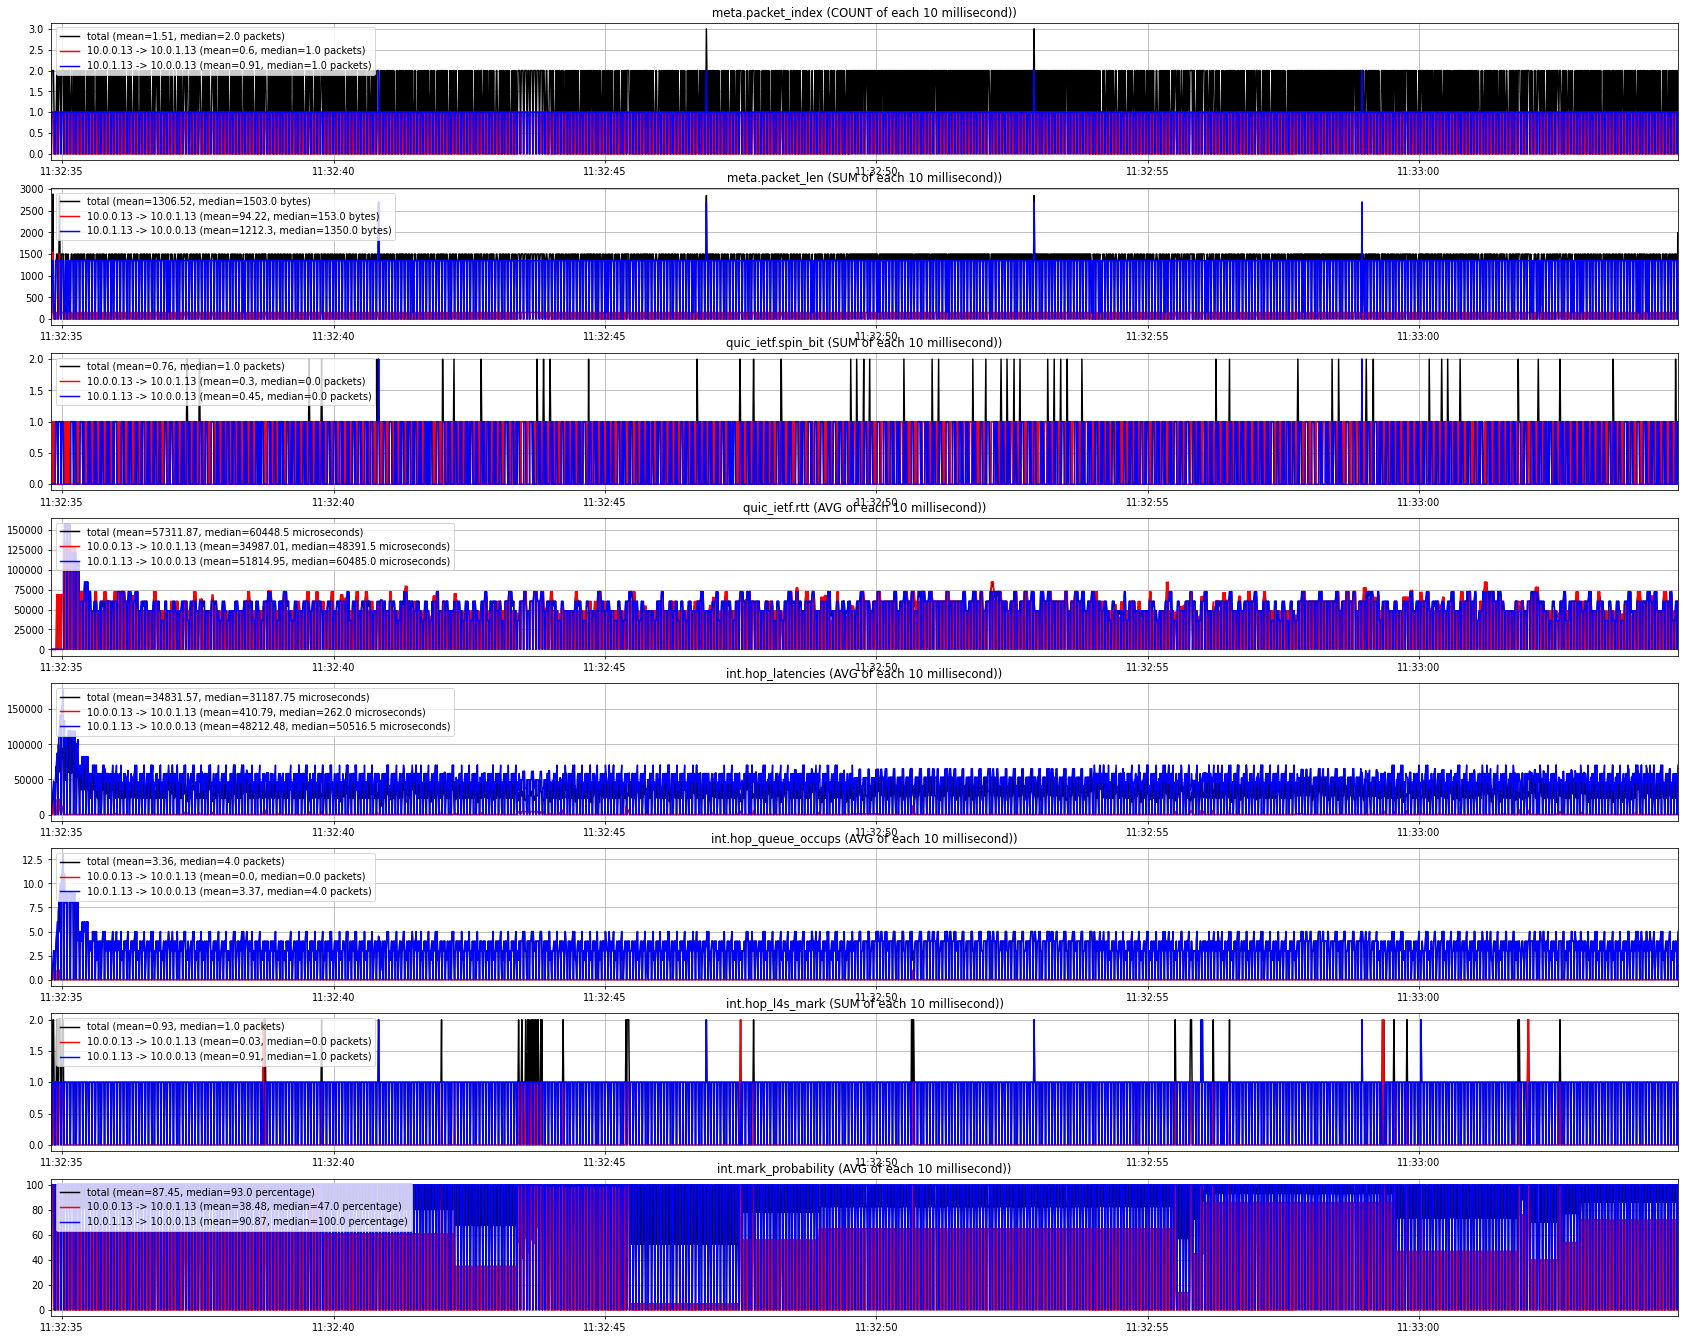 meta.packet_index (COUNT of each 10 millisecond))
3.0
2.5
2.0
1.5
1.0
0.5
0.0
total (mean=1.51, median=2.0 packets)
10.0.0.13 -> 10.0.1.13 (mean=0.6, median=1.0 packets)
10.0.1.13 -> 10.0.0.13 (mean=0.91, median=1.0 packets)
11:32:35 11:32:40 11:32:45 11:32:50 11:32:55 11:33:00
meta.packet_len (SUM of each 10 millisecond))
3000
2500
2000
1500
1000
500
0
total (mean=1306.52, median=1503.0 bytes)
10.0.0.13 -> 10.0.1.13 (mean=94.22, median=153.0 bytes)
10.0.1.13 -> 10.0.0.13 (mean=1212.3, median=1350.0 bytes)
11:32:35 11:32:40 11:32:45 11:32:50 11:32:55 11:33:00
quic_ietf.spin_bit (SUM of each 10 millisecond))
2.0
1.5
1.0
0.5
0.0
total (mean=0.76, median=1.0 packets)
10.0.0.13 -> 10.0.1.13 (mean=0.3, median=0.0 packets)
10.0.1.13 -> 10.0.0.13 (mean=0.45, median=0.0 packets)
11:32:35 11:32:40 11:32:45 11:32:50 11:32:55 11:33:00
quic_ietf.rtt (AVG of each 10 millisecond))
150000
125000
100000
75000
50000
25000
0
total (mean=57311.87, median=60448.5 microseconds)
10.0.0.13 -> 10.0.1.13 (mean=34987.01, median=48391.5 microseconds)
10.0.1.13 -> 10.0.0.13 (mean=51814.95, median=60485.0 microseconds)
11:32:35 11:32:40 11:32:45 11:32:50 11:32:55 11:33:00
int.hop_latencies (AVG of each 10 millisecond))
150000
100000
50000
0
total (mean=34831.57, median=31187.75 microseconds)
10.0.0.13 -> 10.0.1.13 (mean=410.79, median=262.0 microseconds)
10.0.1.13 -> 10.0.0.13 (mean=48212.48, median=50516.5 microseconds)
11:32:35 11:32:40 11:32:45 11:32:50 11:32:55 11:33:00
int.hop_queue_occups (AVG of each 10 millisecond))
12.5
10.0
7.5
5.0
2.5
0.0
total (mean=3.36, median=4.0 packets)
10.0.0.13 -> 10.0.1.13 (mean=0.0, median=0.0 packets)
10.0.1.13 -> 10.0.0.13 (mean=3.37, median=4.0 packets)
11:32:35 11:32:40 11:32:45 11:32:50 11:32:55 11:33:00
int.hop_l4s_mark (SUM of each 10 millisecond))
2.0
1.5
1.0
0.5
0.0
total (mean=0.93, median=1.0 packets)
10.0.0.13 -> 10.0.1.13 (mean=0.03, median=0.0 packets)
10.0.1.13 -> 10.0.0.13 (mean=0.91, median=1.0 packets)
11:32:35 11:32:40 11:32:45 11:32:50 11:32:55 11:33:00
int.mark_probability (AVG of each 10 millisecond))
100
80
60
40
20
0
total (mean=87.45, median=93.0 percentage)
10.0.0.13 -> 10.0.1.13 (mean=38.48, median=47.0 percentage)
10.0.1.13 -> 10.0.0.13 (mean=90.87, median=100.0 percentage)
11:32:35 11:32:40 11:32:45 11:32:50 11:32:55 11:33:00